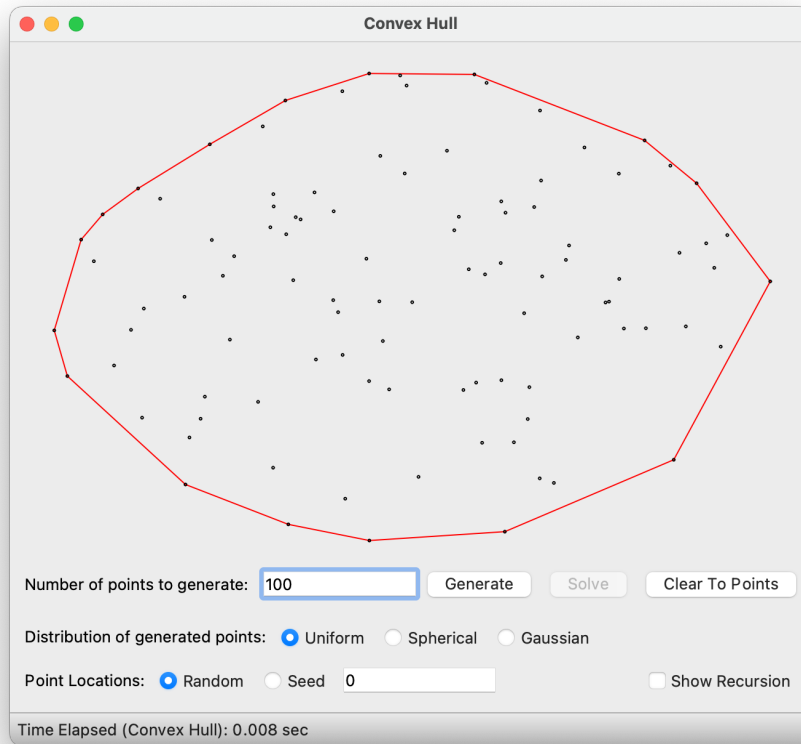 Convex Hull
Number of points to generate: 100 Generate Solve Clear To Points
Distribution of generated points: Uniform Spherical Gaussian
Point Locations: Random Seed 0 Show Recursion
Time Elapsed (Convex Hull): 0.008 sec